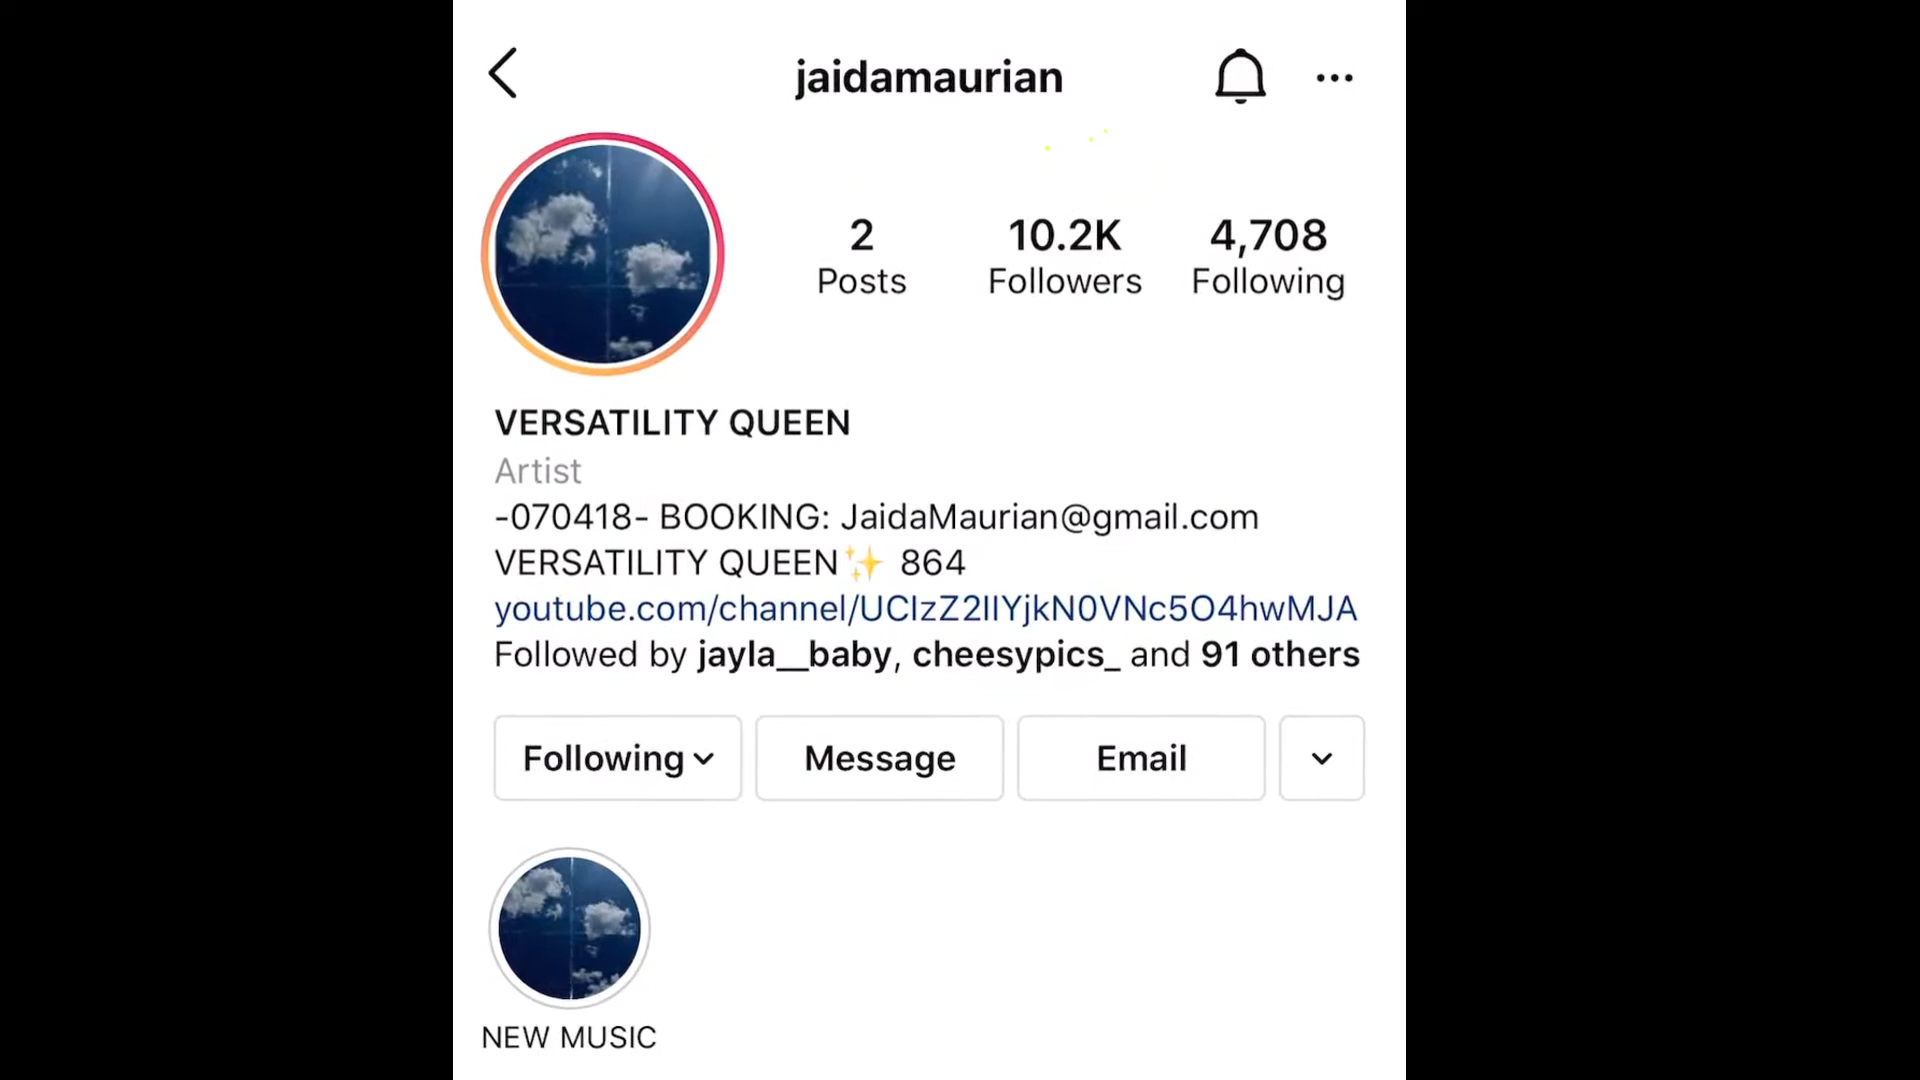 jaidamaurian
2 10.2K 4,708
Posts Followers Following
VERSATILITY QUEEN
Artist
-070418- BOOKING: JaidaMaurian@gmail.com
VERSATILITY QUEEN✨ 864
youtube.com/channel/UCIzZ2IIYjkN0VNc5O4hwMJA
Followed by jayla__baby, cheesypics_ and 91 others
Following Message Email
NEW MUSIC